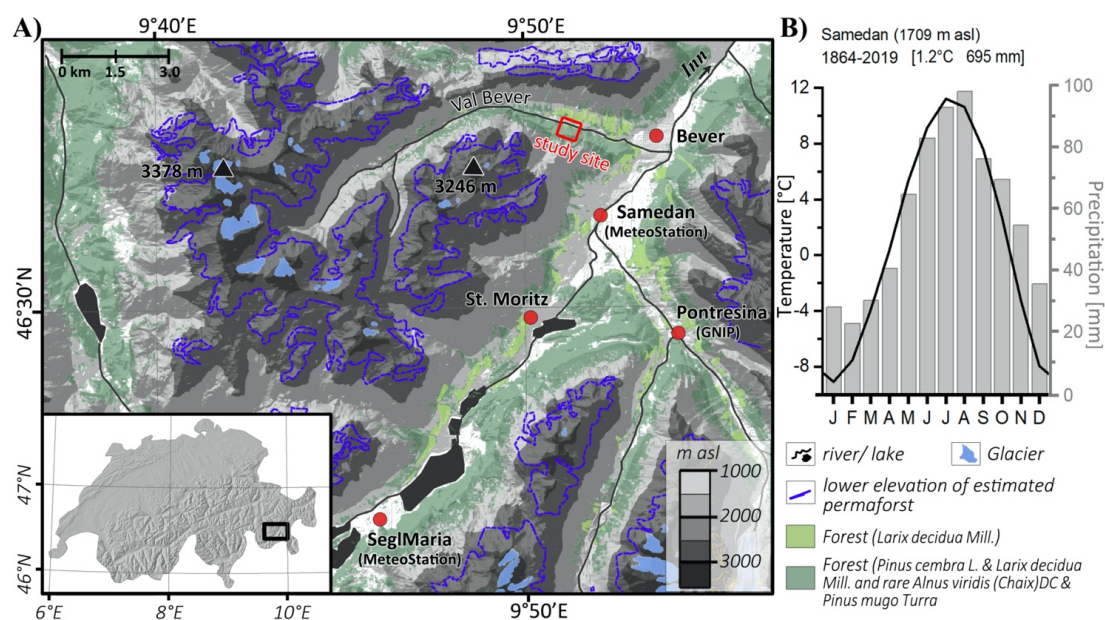 A)
9°40′E
9°50′E
0 km 1.5 3.0
Inn
Val Bever
study site
Bever
3378 m
3246 m
Samedan
(MeteoStation)
46°30′N
St. Moritz
Pontresina
(GNIP)
SeglMaria
(MeteoStation)
m asl
1000
2000
3000
47°N
46°N
6°E 8°E 10°E
9°50′E
B)
Samedan (1709 m asl)
1864-2019 [1.2°C 695 mm]
Temperature [°C]
12
8
4
0
-4
-8
100
80
60
40
20
0
Precipitation [mm]
J F M A M J J A S O N D
river/ lake
Glacier
lower elevation of estimated
permaforst
Forest (Larix decidua Mill.)
Forest (Pinus cembra L. & Larix decidua
Mill. and rare Alnus viridis (Chaix)DC &
Pinus mugo Turra